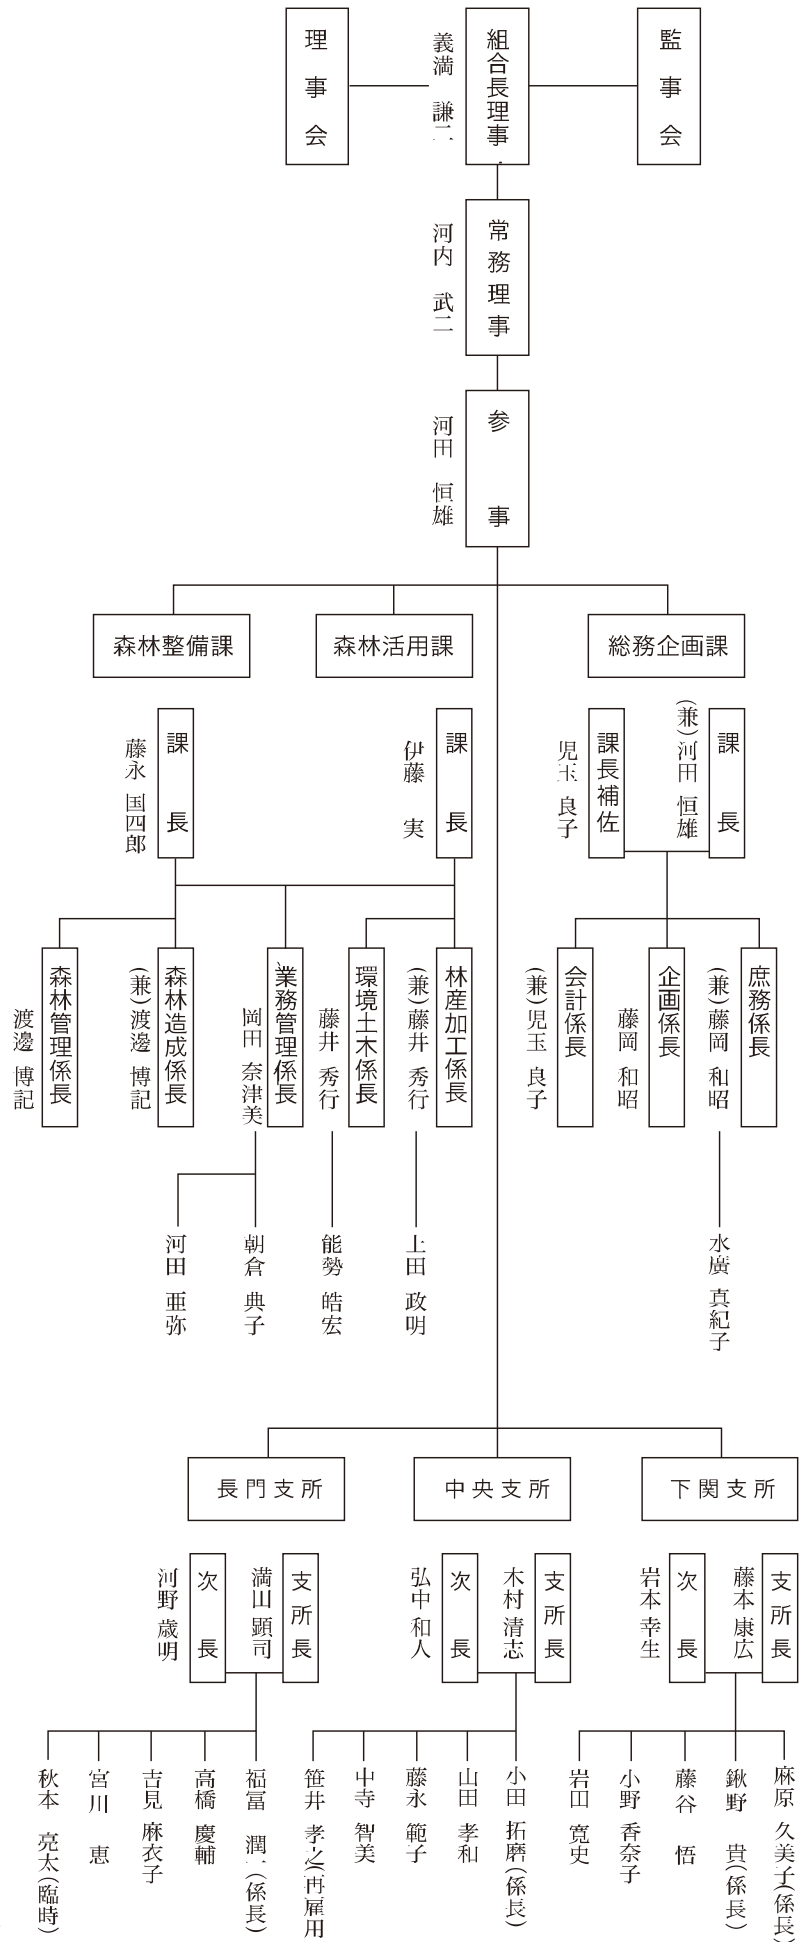 監事会
組合長理事
義満 謙二
理事会
常務理事
河内 武二
参事
河田 恒雄
総務企画課
森林活用課
森林整備課
課長
(兼)河田 恒雄
課長補佐
児玉 良子
課長
伊藤 実
課長
藤永 国四郎
庶務係長
(兼)藤岡 和昭
企画係長
藤岡 和昭
会計係長
(兼)児玉 良子
林産加工係長
(兼)藤井 秀行
環境土木係長
藤井 秀行
業務管理係長
岡田 奈津美
森林造成係長
(兼)渡邊 博記
森林管理係長
渡邊 博記
水廣 真紀子
上田 政明
能勢 皓宏
朝倉 典子
河田 亜弥
下関支所
中央支所
長門支所
支所長
藤本 康広
次長
岩本 幸生
支所長
木村 清志
次長
弘中 和人
支所長
満山 顕司
次長
河野 歳明
麻原 久美子(係長)
鍬野 貴(係長)
藤谷 悟
小野 香奈子
岩田 寛史
小田 拓磨(係長)
山田 孝和
藤永 範子
中寺 智美
笹井 孝之(再雇用
福冨 潤一(係長)
高橋 慶輔
吉見 麻衣子
宮川 恵
秋本 亮太(臨時)